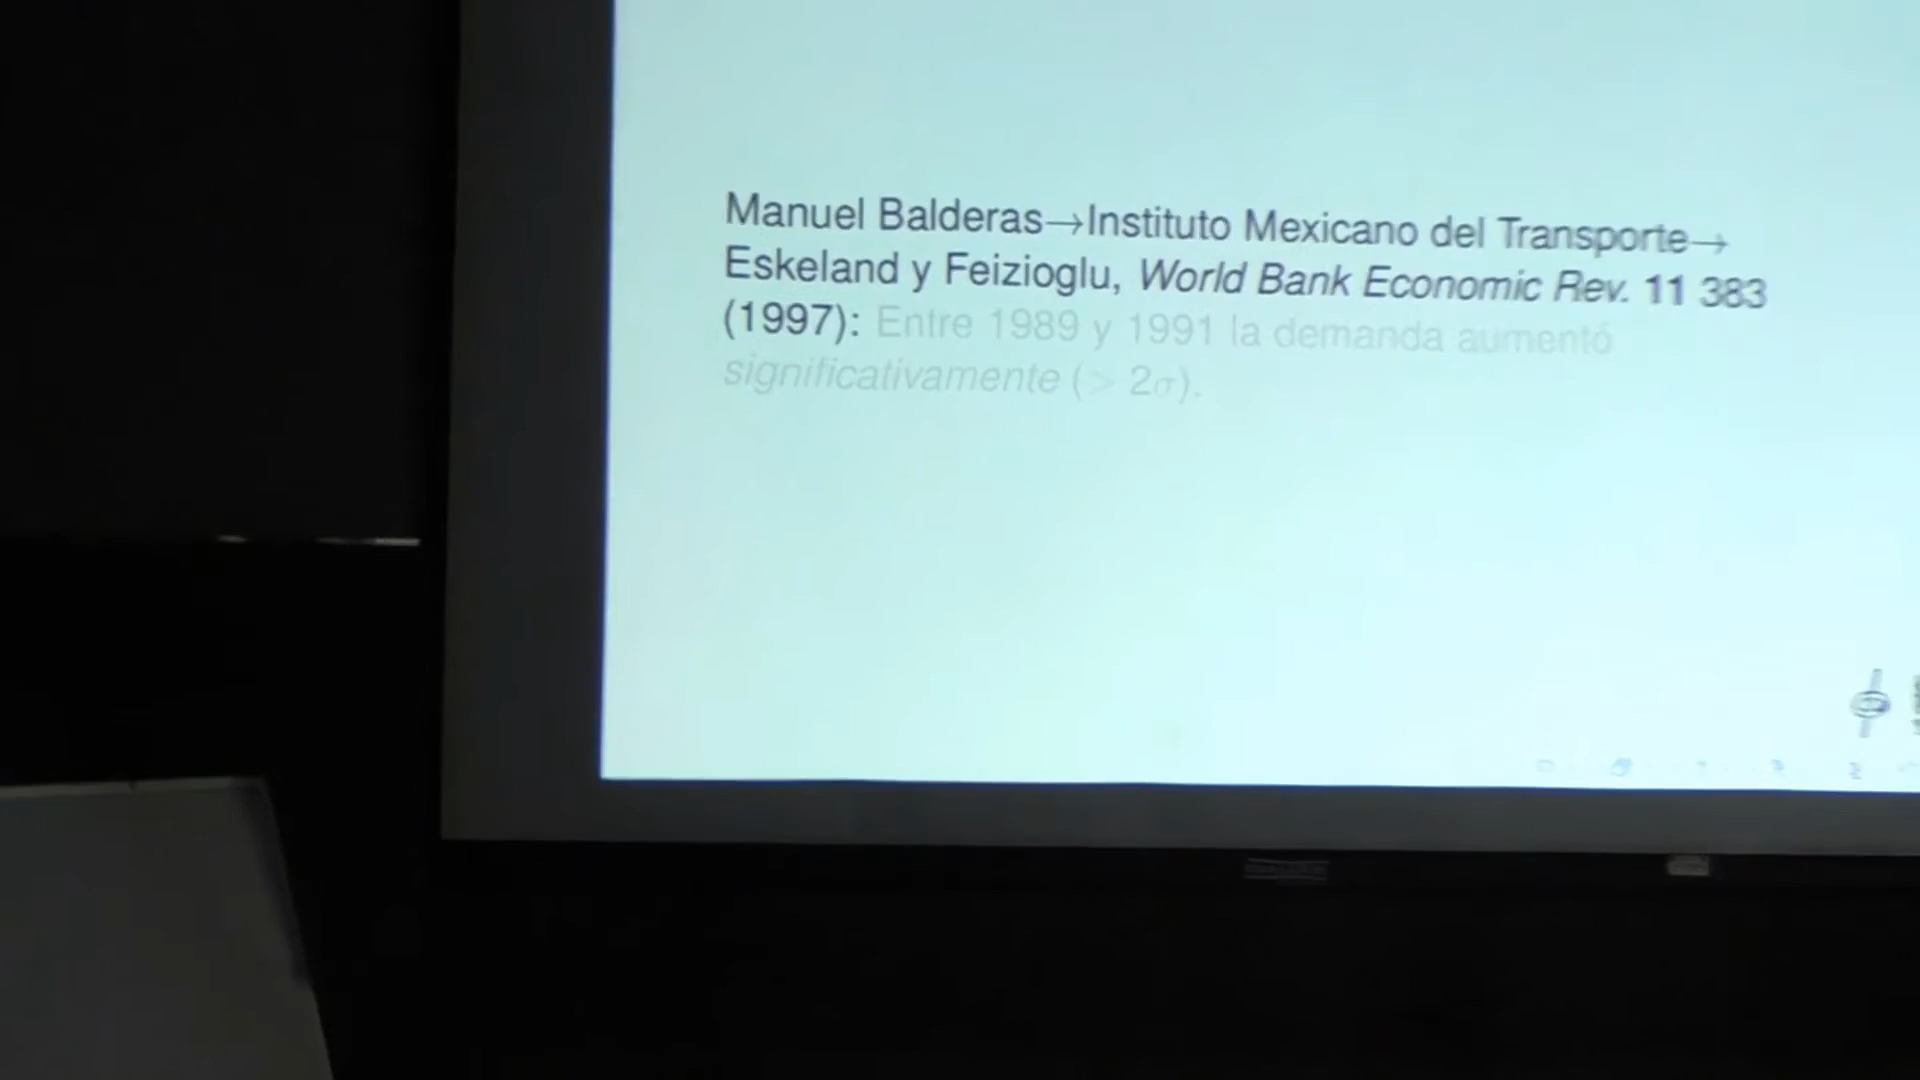 Manuel Balderas→Instituto Mexicano del Transporte→
Eskeland y Feizioglu, World Bank Economic Rev. 11 383
(1997): Entre 1989 y 1991 la demanda aumentó
significativamente (> 2σ).